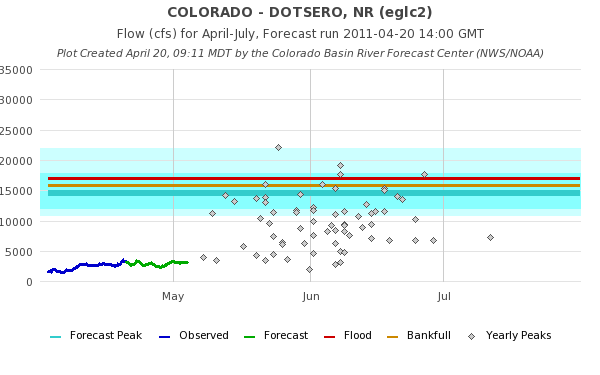 COLORADO - DOTSERO, NR (eglc2)
Flow (cfs) for April-July, Forecast run 2011-04-20 14:00 GMT
Plot Created April 20, 09:11 MDT by the Colorado Basin River Forecast Center (NWS/NOAA)
35000
30000
25000
20000
15000
10000
5000
0
May Jun Jul
Forecast Peak Observed Forecast Flood Bankfull Yearly Peaks